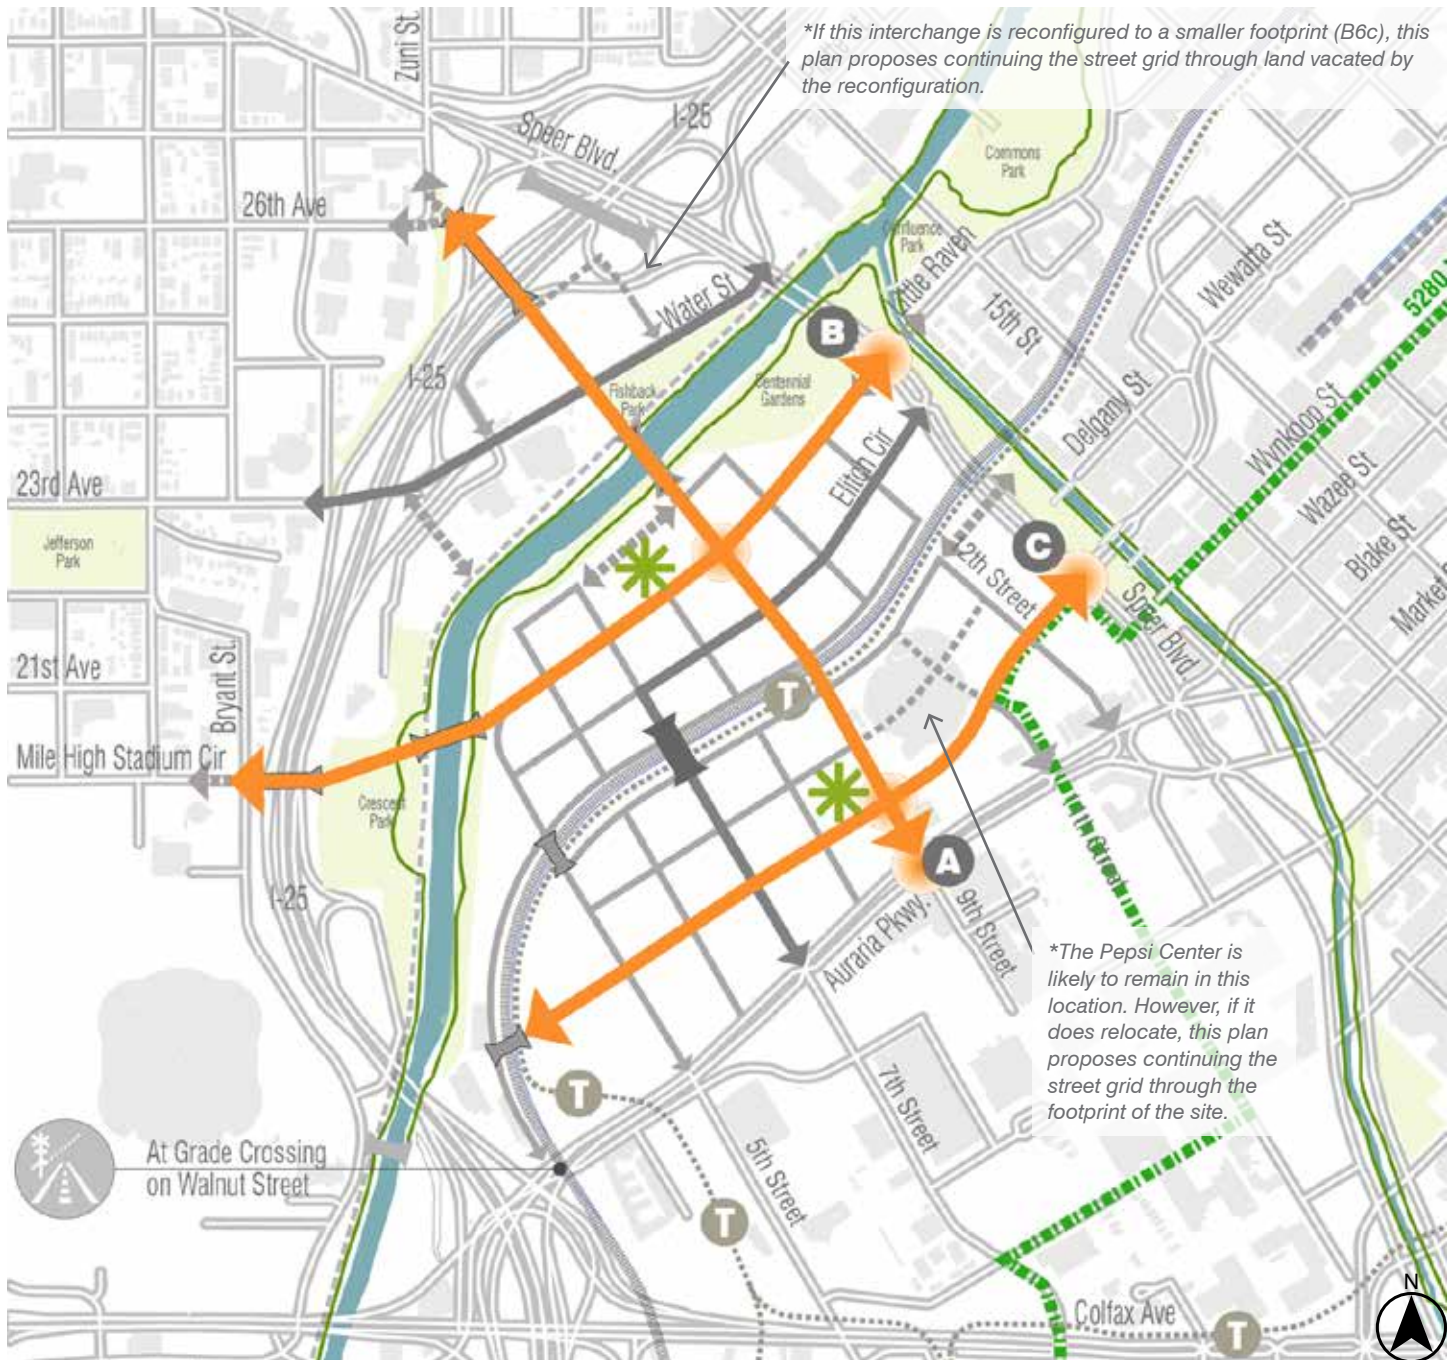 *If this interchange is reconfigured to a smaller footprint (B6c), this
plan proposes continuing the street grid through land vacated by
the reconfiguration.
Zuni St.
I-25
Speer Blvd.
Commons
Park
26th Ave
Confluence
Park
Little Raven
Wewatta St
5280
15th St
Water St
B
I-25
Fishback
Park
Centennial
Gardens
Delgany St
Wynkoop St
Elitch Cir
Wazee St
23rd Ave
Blake St
Jefferson
Park
C
12th Street
Market
Speer Blvd.
21st Ave
Bryant St.
T
Mile High Stadium Cir
Crescent
Park
11th Street
A
I-25
9th Street
Auraria Pkwy.
*The Pepsi Center is
likely to remain in this
location. However, if it
does relocate, this plan
proposes continuing the
street grid through the
footprint of the site.
T
7th Street
At Grade Crossing
on Walnut Street
5th Street
T
N
Colfax Ave
T